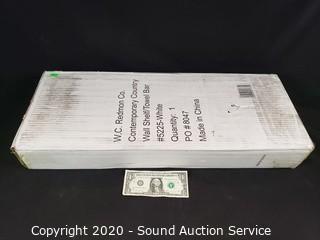 W.C. Redmon Co.
Contemporary Country
Wall Shelf/Towel Bar
#5225-White
Quantity: 1
PO # 8047
Made in China
Copyright 2020 - Sound Auction Service